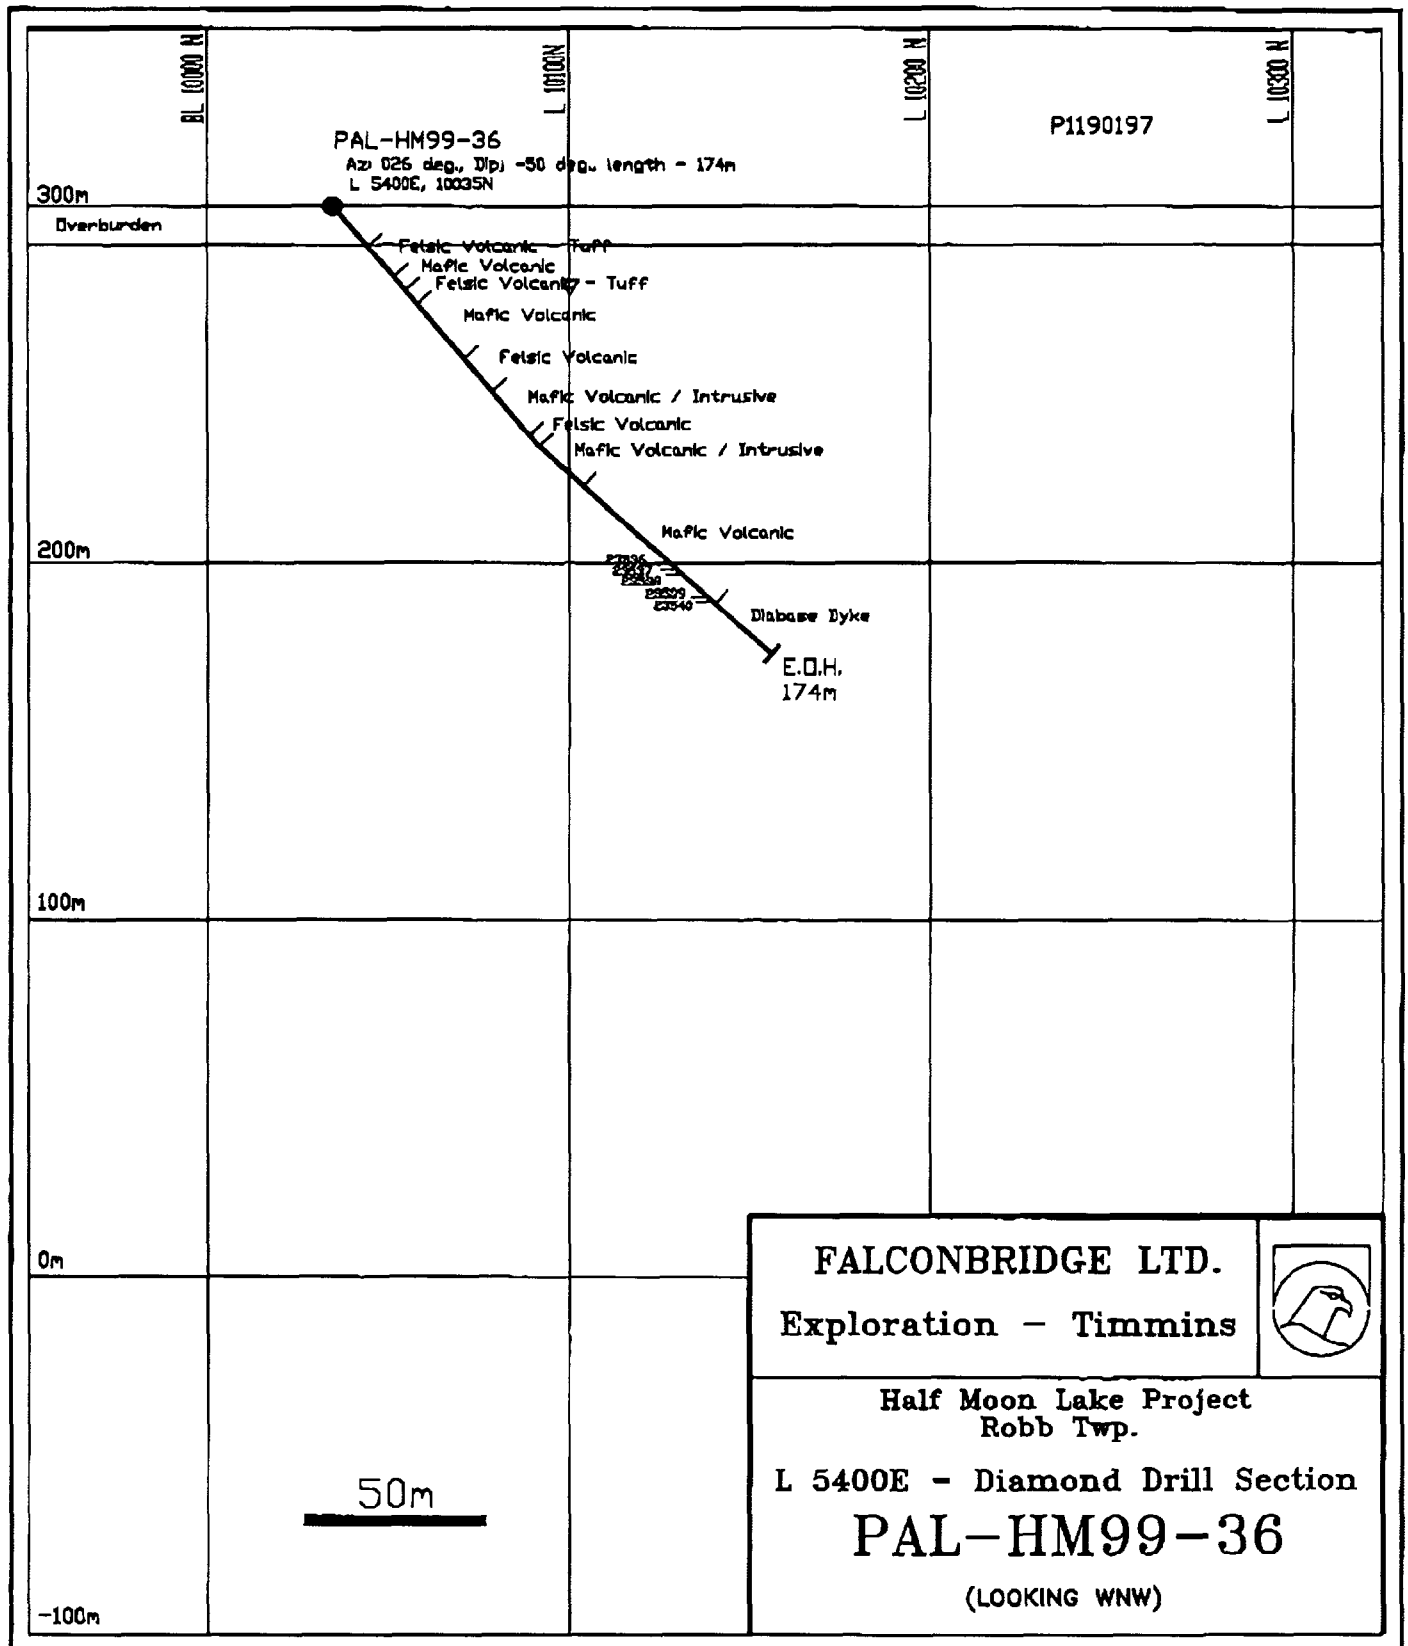 BL 10000 N
L 10100N
L 10200 N
L 10300 N
P1190197
PAL-HM99-36
Az: 026 deg., Dip: -50 deg., length - 174m
L 5400E, 10035N
300m
Overburden
Felsic Volcanic - Tuff
Mafic Volcanic
Felsic Volcanic - Tuff
Mafic Volcanic
Felsic Volcanic
Mafic Volcanic / Intrusive
Felsic Volcanic
Mafic Volcanic / Intrusive
Mafic Volcanic
200m
23540
Diabase Dyke
E.O.H.
174m
100m
0m
-100m
50m
FALCONBRIDGE LTD.
Exploration - Timmins
Half Moon Lake Project
Robb Twp.
L 5400E - Diamond Drill Section
PAL-HM99-36
(LOOKING WNW)